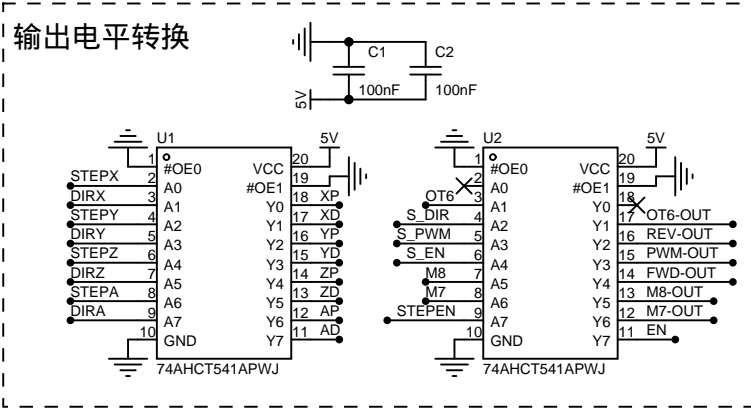 输出电平转换
C1
C2
100nF
100nF
5V
U1
5V
1
#OE0
VCC
20
STEPX
2
A0
#OE1
19
DIRX
3
A1
Y0
18
XP
STEPY
4
A2
Y1
17
XD
DIRY
5
A3
Y2
16
YP
STEPZ
6
A4
Y3
15
YD
DIRZ
7
A5
Y4
14
ZP
STEPA
8
A6
Y5
13
ZD
DIRA
9
A7
Y6
12
AP
10
GND
Y7
11
AD
74AHCT541APWJ
U2
5V
1
#OE0
VCC
20
2
A0
#OE1
19
OT6
3
A1
Y0
18
S_DIR
4
A2
Y1
17
OT6-OUT
S_PWM
5
A3
Y2
16
REV-OUT
S_EN
6
A4
Y3
15
PWM-OUT
M8
7
A5
Y4
14
FWD-OUT
M7
8
A6
Y5
13
M8-OUT
STEPEN
9
A7
Y6
12
M7-OUT
10
GND
Y7
11
EN
74AHCT541APWJ